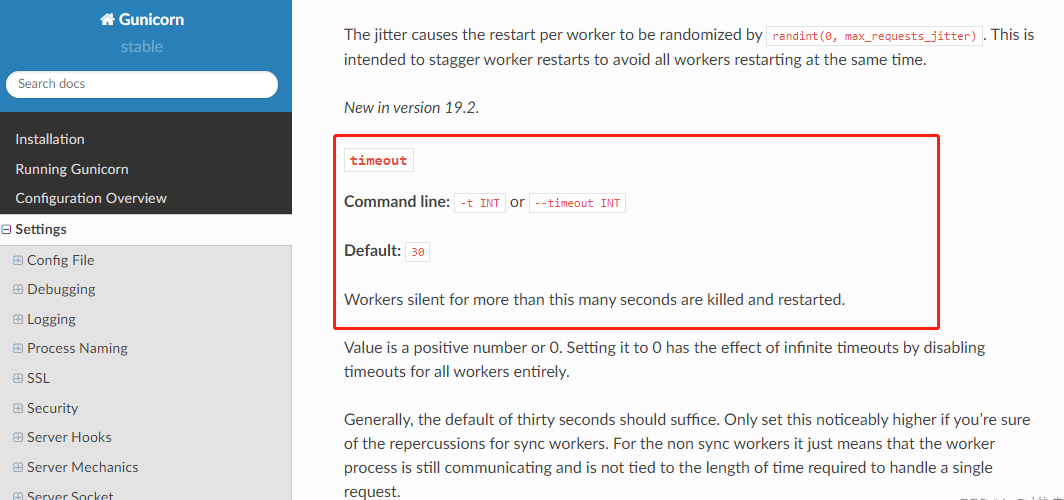 Gunicorn
stable
Search docs
Installation
Running Gunicorn
Configuration Overview
Settings
Config File
Debugging
Logging
Process Naming
SSL
Security
Server Hooks
Server Mechanics
Server Socket
The jitter causes the restart per worker to be randomized by randint(0, max_requests_jitter). This is
intended to stagger worker restarts to avoid all workers restarting at the same time.
New in version 19.2.
timeout
Command line: -t INT or --timeout INT
Default: 30
Workers silent for more than this many seconds are killed and restarted.
Value is a positive number or 0. Setting it to 0 has the effect of infinite timeouts by disabling
timeouts for all workers entirely.
Generally, the default of thirty seconds should suffice. Only set this noticeably higher if you’re sure
of the repercussions for sync workers. For the non sync workers it just means that the worker
process is still communicating and is not tied to the length of time required to handle a single
request.